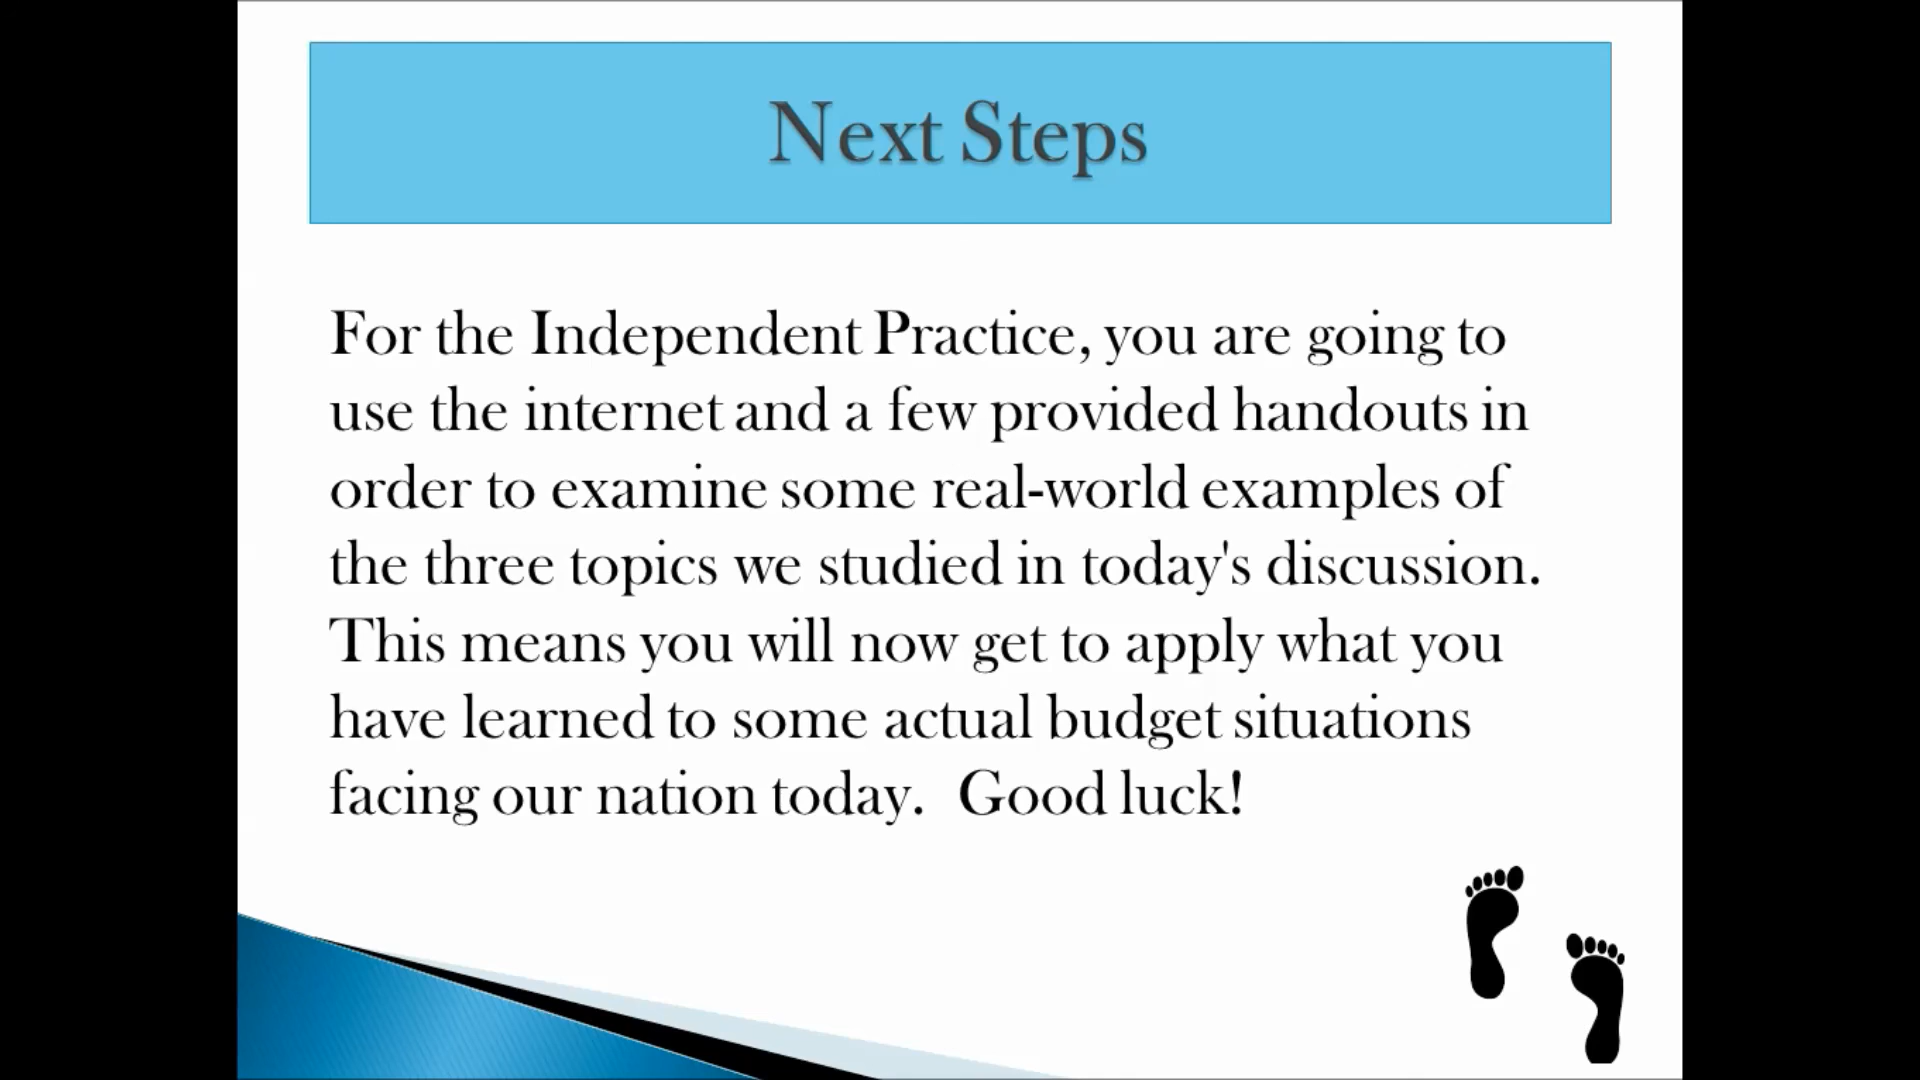 Next Steps
For the Independent Practice, you are going to
use the internet and a few provided handouts in
order to examine some real-world examples of
the three topics we studied in today's discussion.
This means you will now get to apply what you
have learned to some actual budget situations
facing our nation today.  Good luck!